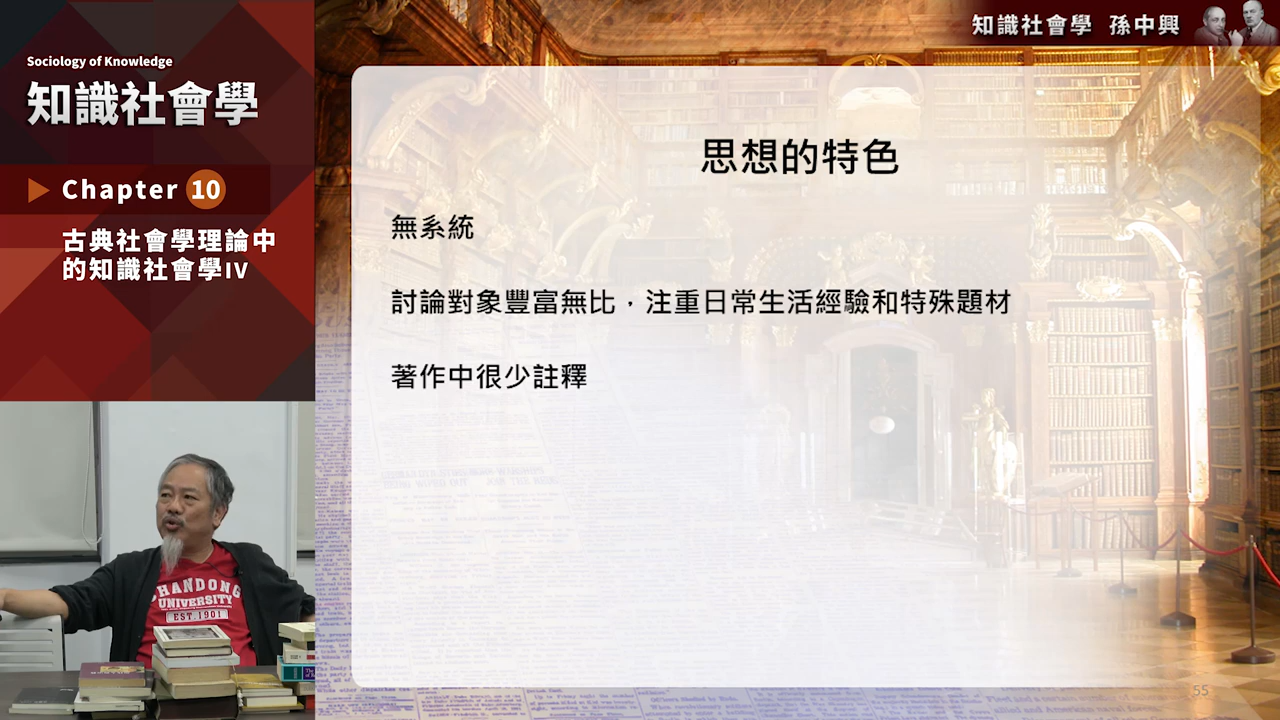 Sociology of Knowledge
知識社會學
Chapter 10
古典社會學理論中
的知識社會學IV
知識社會學 孫中興
思想的特色
無系統
討論對象豐富無比，注重日常生活經驗和特殊題材
著作中很少註釋
SHANDONG
UNIVERSITY
EST 1901
55